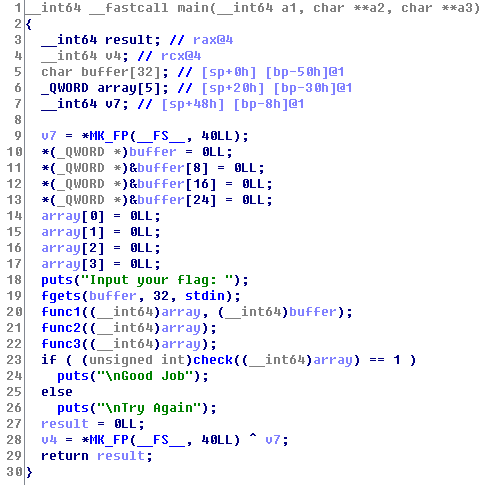 1 __int64 __fastcall main(__int64 a1, char **a2, char **a3)
2 {
3   __int64 result; // rax@4
4   __int64 v4; // rcx@4
5   char buffer[32]; // [sp+0h] [bp-50h]@1
6   _QWORD array[5]; // [sp+20h] [bp-30h]@1
7   __int64 v7; // [sp+48h] [bp-8h]@1
8
9   v7 = *MK_FP(__FS__, 40LL);
10   *(_QWORD *)buffer = 0LL;
11   *(_QWORD *)&buffer[8] = 0LL;
12   *(_QWORD *)&buffer[16] = 0LL;
13   *(_QWORD *)&buffer[24] = 0LL;
14   array[0] = 0LL;
15   array[1] = 0LL;
16   array[2] = 0LL;
17   array[3] = 0LL;
18   puts("Input your flag: ");
19   fgets(buffer, 32, stdin);
20   func1((__int64)array, (__int64)buffer);
21   func2((__int64)array);
22   func3((__int64)array);
23   if ( (unsigned int)check((__int64)array) == 1 )
24     puts("\nGood Job");
25   else
26     puts("\nTry Again");
27   result = 0LL;
28   v4 = *MK_FP(__FS__, 40LL) ^ v7;
29   return result;
30 }